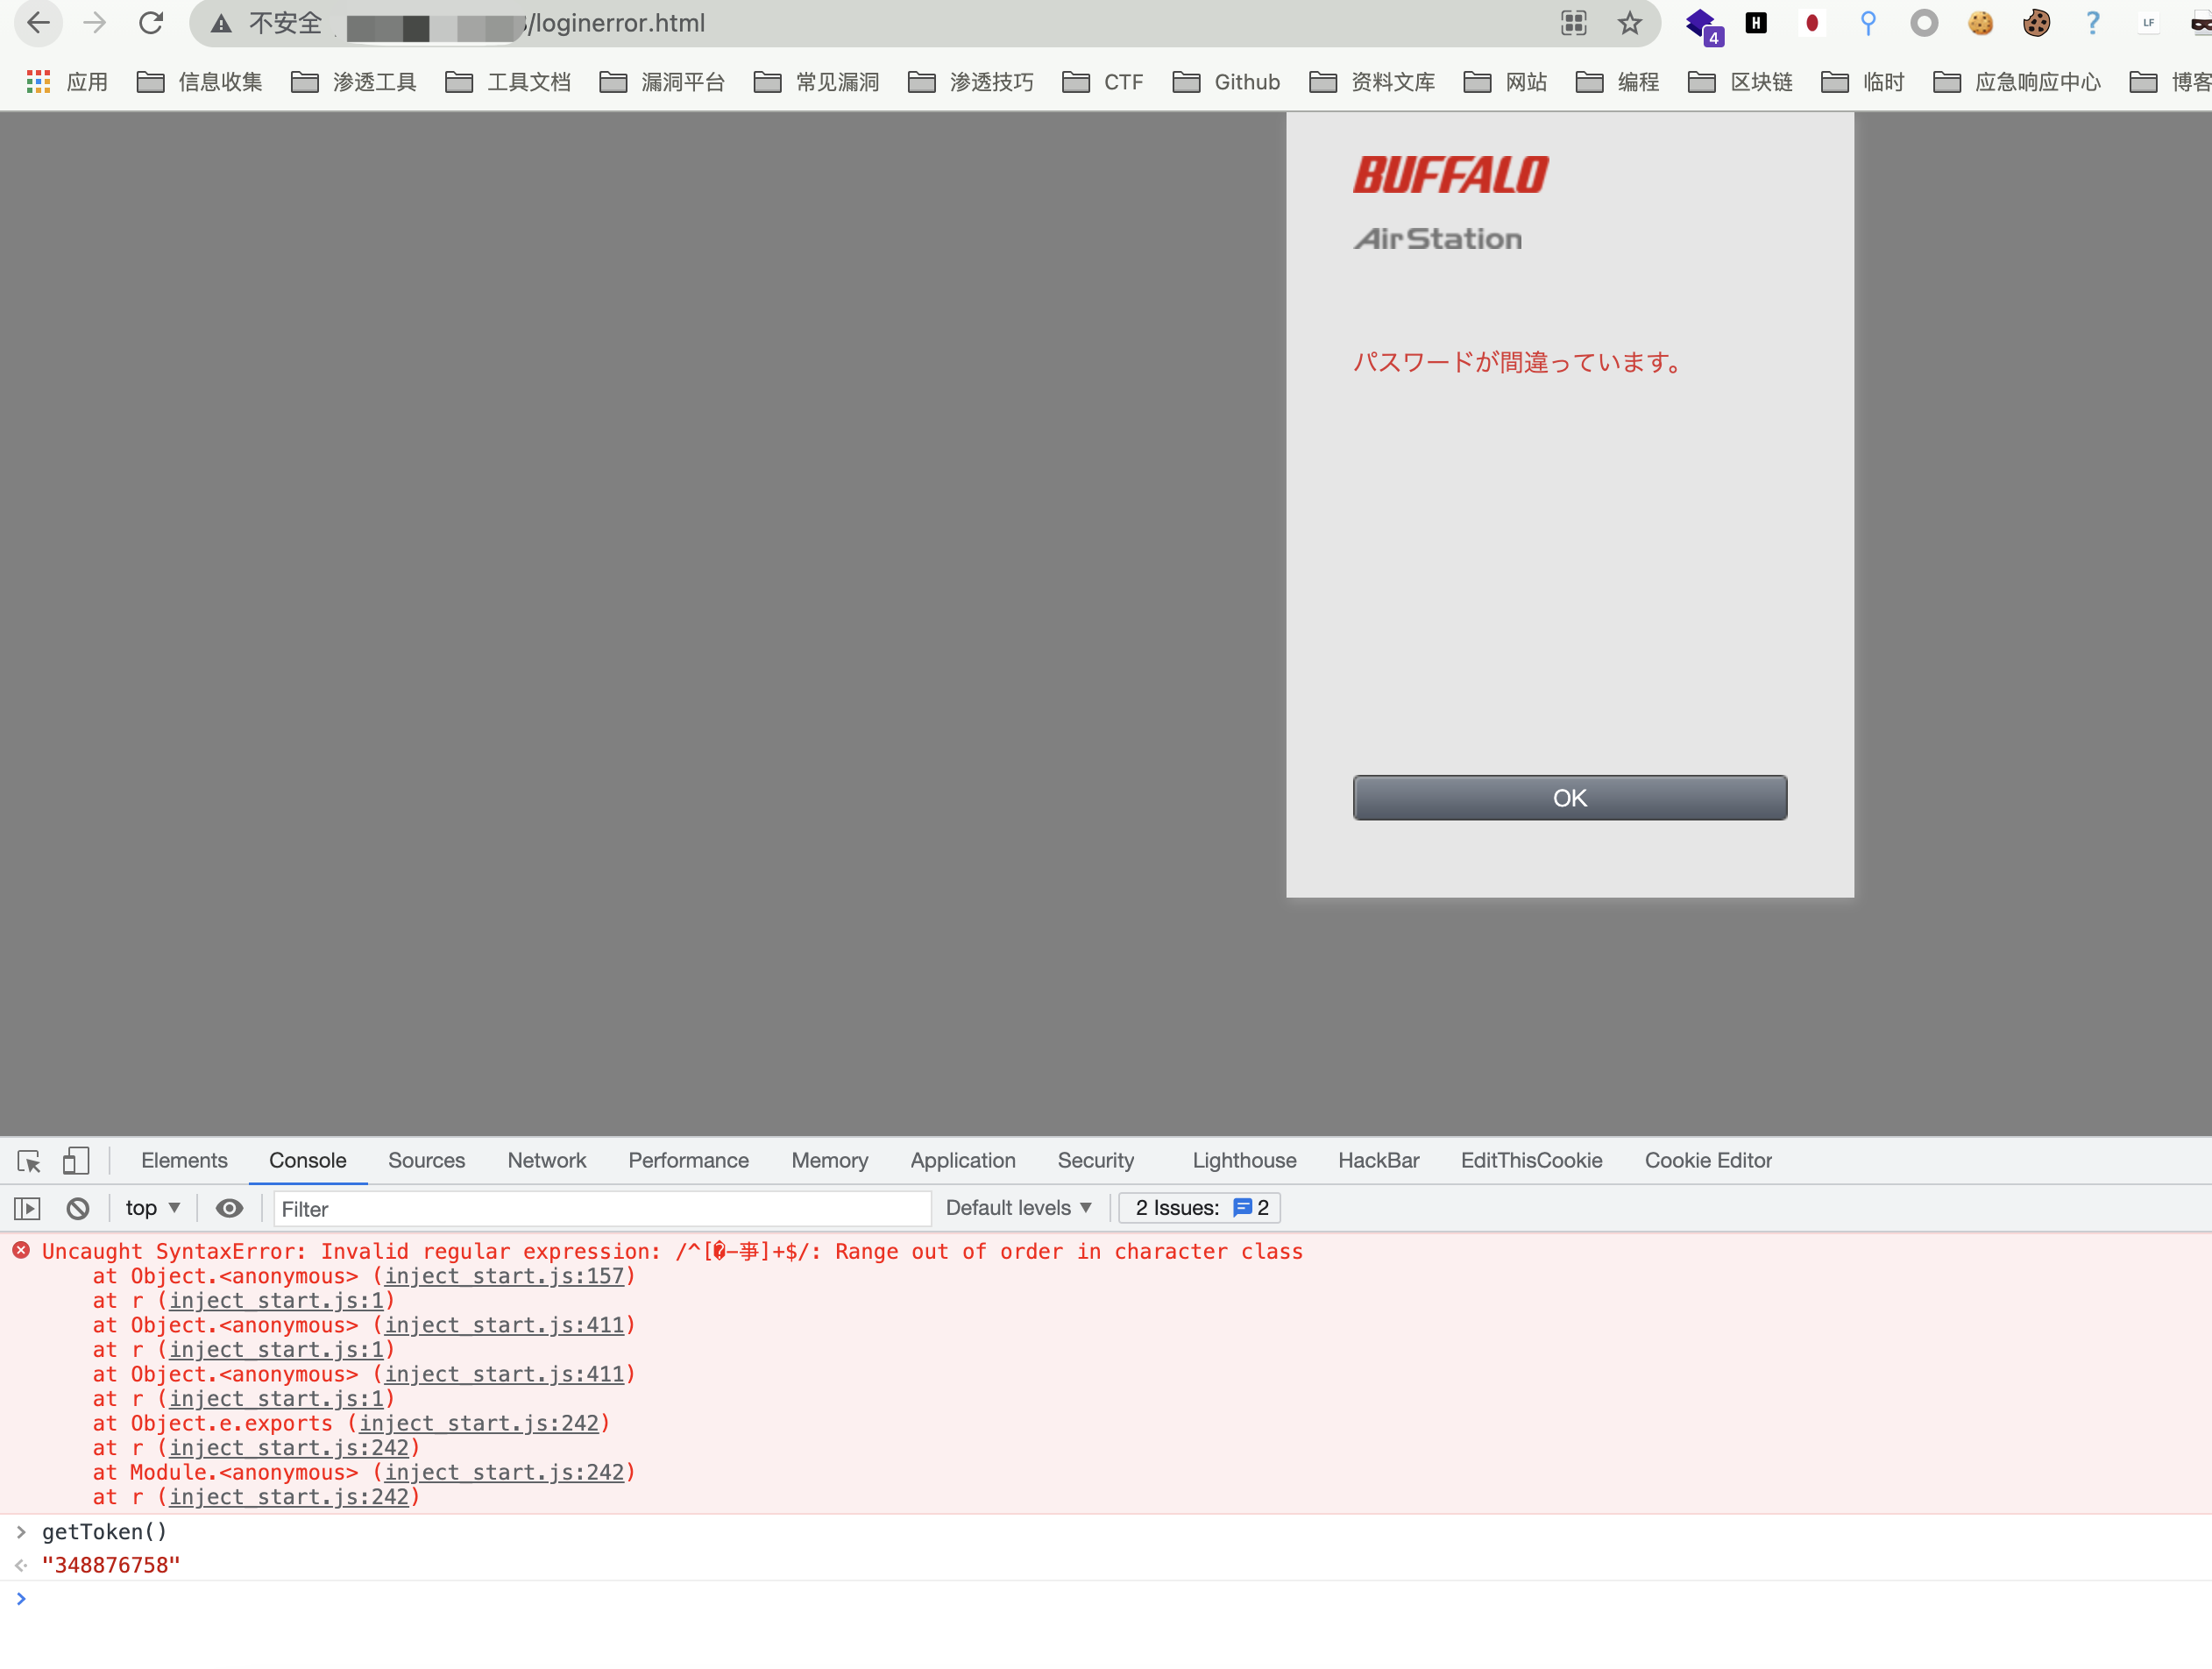 不安全 /loginerror.html
4 H LF
应用 信息收集 渗透工具 工具文档 漏洞平台 常见漏洞 渗透技巧 CTF Github 资料文库 网站 编程 区块链 临时 应急响应中心 博客
BUFFALO
AirStation
パスワードが間違っています。
OK
Elements Console Sources Network Performance Memory Application Security Lighthouse HackBar EditThisCookie Cookie Editor
top ▼ Filter Default levels ▼ 2 Issues: 2
Uncaught SyntaxError: Invalid regular expression: /^[�-亊]+$/: Range out of order in character class
at Object.<anonymous> (inject_start.js:157)
at r (inject_start.js:1)
at Object.<anonymous> (inject_start.js:411)
at r (inject_start.js:1)
at Object.<anonymous> (inject_start.js:411)
at r (inject_start.js:1)
at Object.e.exports (inject_start.js:242)
at r (inject_start.js:242)
at Module.<anonymous> (inject_start.js:242)
at r (inject_start.js:242)
> getToken()
"348876758"
>